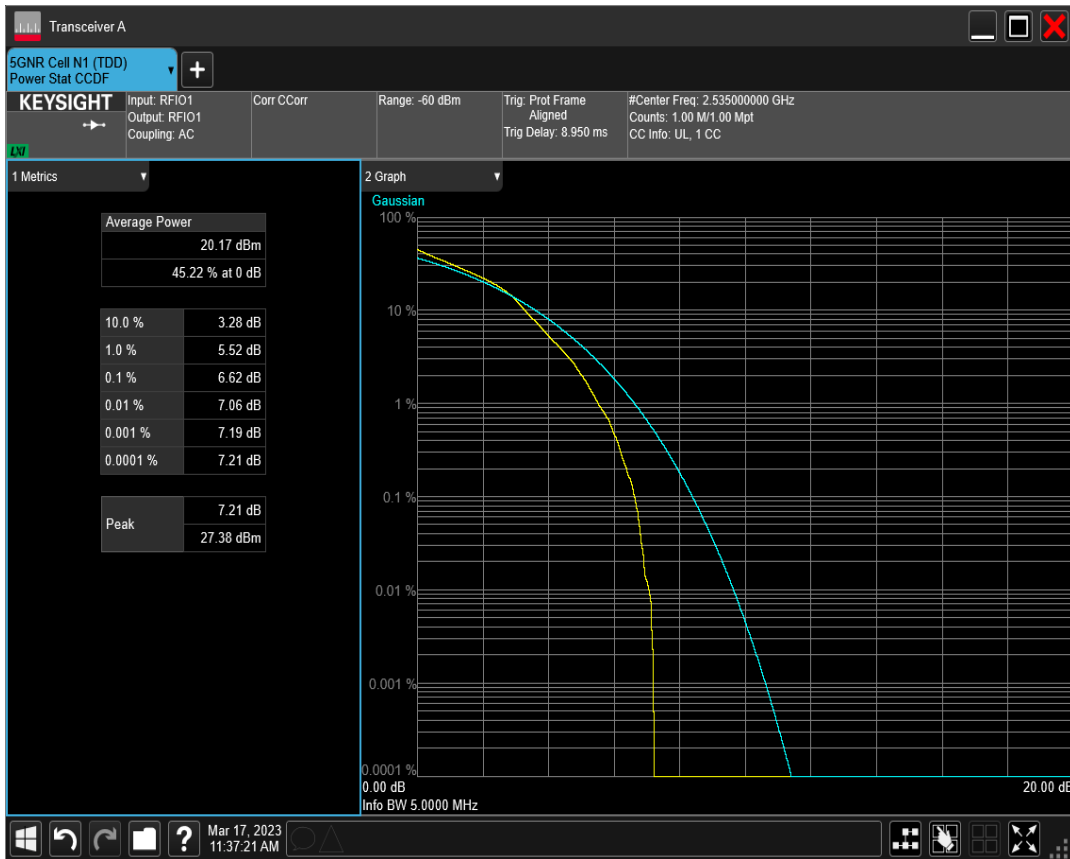 Transceiver A
5GNR Cell N1 (TDD)
Power Stat CCDF
+
KEYSIGHT
LXI
Input: RFIO1
Output: RFIO1
Coupling: AC
Corr CCorr
Range: -60 dBm
Trig: Prot Frame
Aligned
Trig Delay: 8.950 ms
#Center Freq: 2.535000000 GHz
Counts: 1.00 M/1.00 Mpt
CC Info: UL, 1 CC
1 Metrics
Average Power
20.17 dBm
45.22 % at 0 dB
10.0 % 3.28 dB
1.0 % 5.52 dB
0.1 % 6.62 dB
0.01 % 7.06 dB
0.001 % 7.19 dB
0.0001 % 7.21 dB
Peak 7.21 dB
27.38 dBm
2 Graph
Gaussian
100 %
10 %
1 %
0.1 %
0.01 %
0.001 %
0.0001 %
0.00 dB 20.00 dB
Info BW 5.0000 MHz
?
Mar 17, 2023
11:37:21 AM